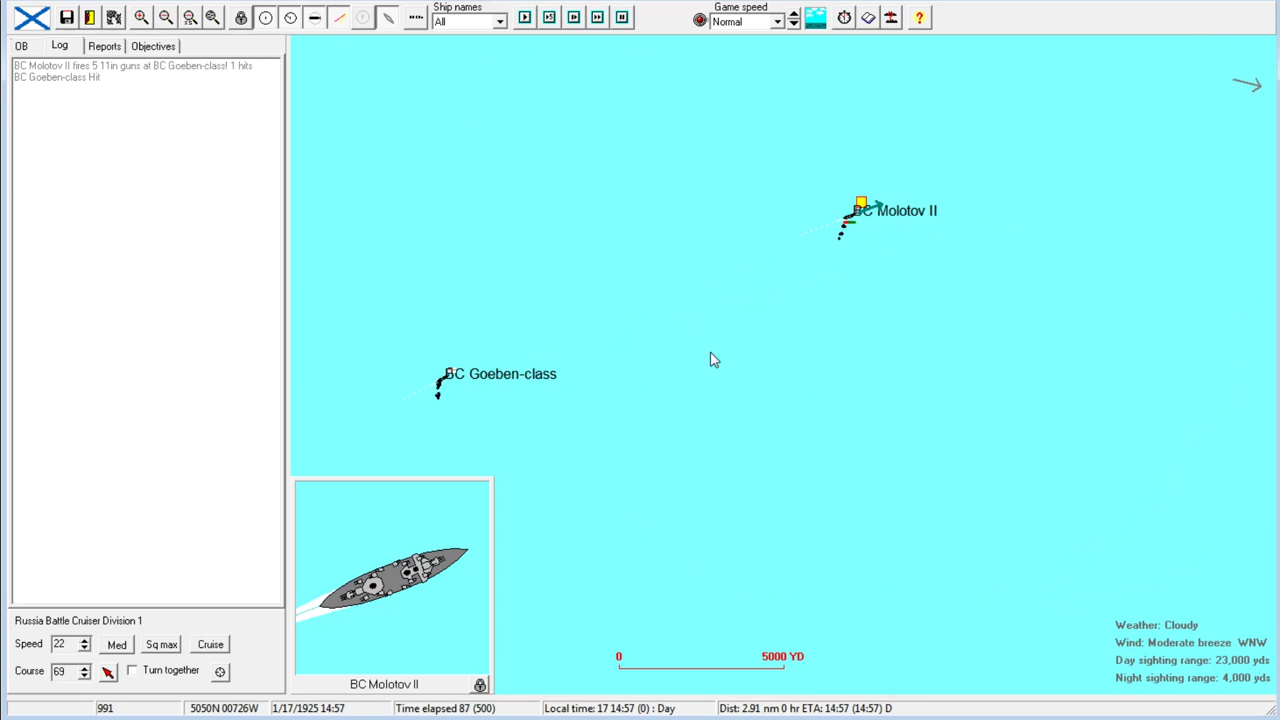 Ship names
All
Game speed
Normal
OB
Log
Reports
Objectives
BC Molotov II fires 5 11in guns at BC Goeben-class! 1 hits
BC Goeben-class Hit
BC Molotov II
BC Goeben-class
BC Molotov II
Russia Battle Cruiser Division 1
Speed 22 Med Sq max Cruise
Course 69 Turn together
0 5000 YD
Weather: Cloudy
Wind: Moderate breeze WNW
Day sighting range: 23,000 yds
Night sighting range: 4,000 yds
991 5050N 00726W 1/17/1925 14:57 Time elapsed 87 (500) Local time: 17 14:57 (0) : Day Dist: 2.91 nm 0 hr ETA: 14:57 (14:57) D